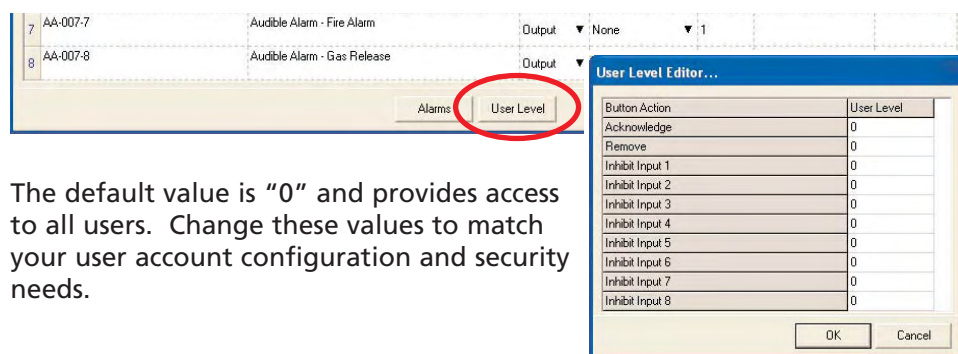 7 AA-007-7 Audible Alarm - Fire Alarm Output ▼ None ▼ 1
8 AA-007-8 Audible Alarm - Gas Release Output ▼
Alarms User Level
User Level Editor...
Button Action User Level
Acknowledge 0
Remove 0
Inhibit Input 1 0
Inhibit Input 2 0
Inhibit Input 3 0
Inhibit Input 4 0
Inhibit Input 5 0
Inhibit Input 6 0
Inhibit Input 7 0
Inhibit Input 8 0
OK Cancel
The default value is “0” and provides access
to all users.  Change these values to match
your user account configuration and security
needs.